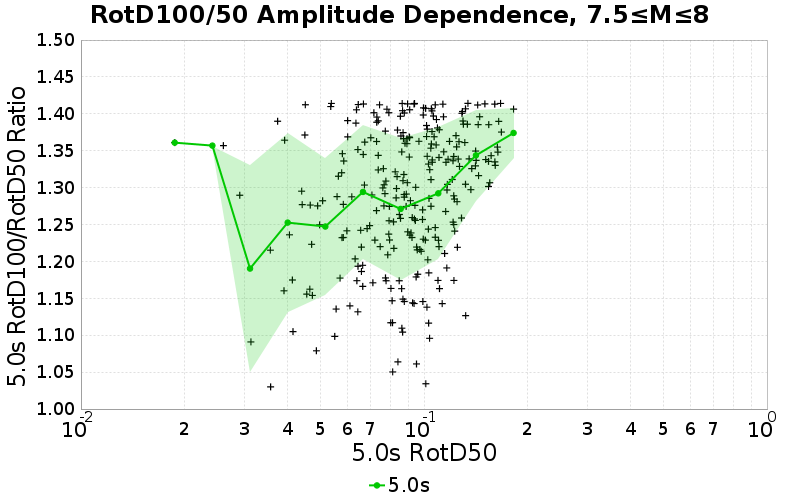 RotD100/50 Amplitude Dependence, 7.5≤M≤8
5.0s RotD100/RotD50 Ratio
1.50
1.45
1.40
1.35
1.30
1.25
1.20
1.15
1.10
1.05
1.00
10-2 2 3 4 5 6 7 10-1 2 3 4 5 6 7 100
5.0s RotD50
5.0s